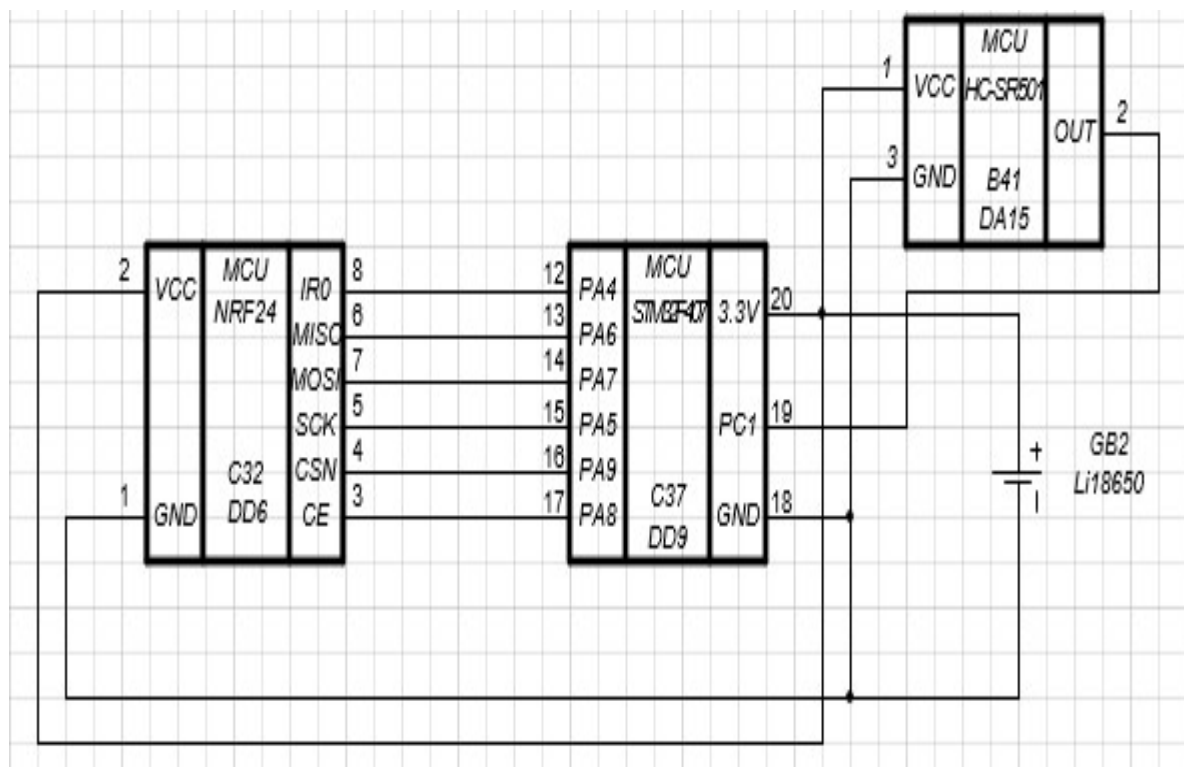 MCU
HC-SR501
B41
DA15
1
VCC
3
GND
OUT
2
MCU
NRF24
C32
DD6
2
VCC
1
GND
IR0
8
MISO
6
MOSI
7
SCK
5
CSN
4
CE
3
MCU
STM32F407
C37
DD9
12
PA4
13
PA6
14
PA7
15
PA5
16
PA9
17
PA8
3.3V
20
PC1
19
GND
18
+
GB2
Li18650